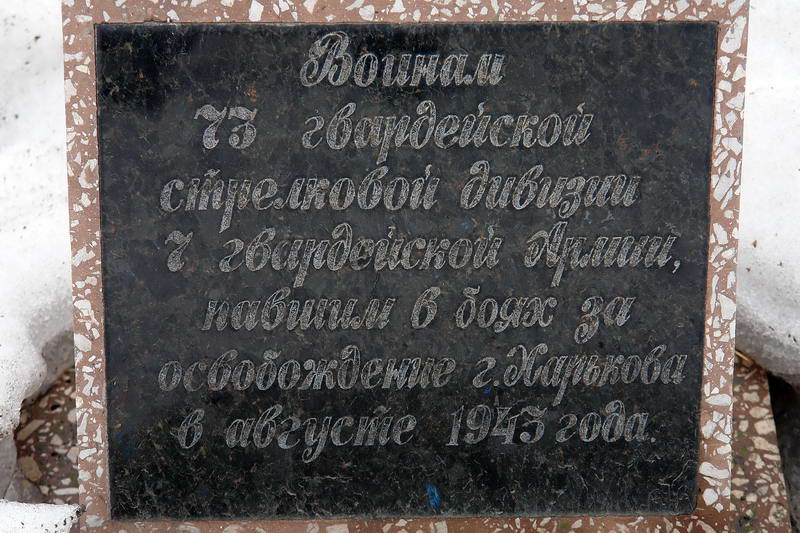 Воинам
73 гвардейской
стрелковой дивизии
7 гвардейской Армии,
павшим в боях за
освобождение г. Харькова
в августе 1943 года.